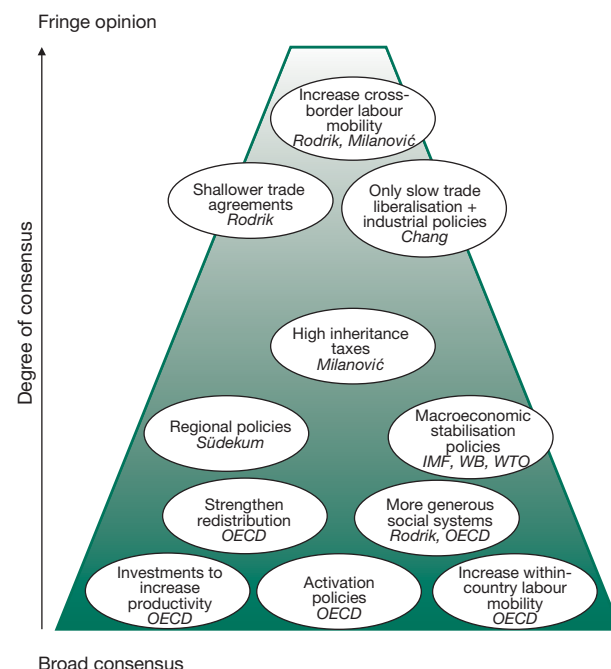 Fringe opinion
Increase cross-
border labour
mobility
Rodrik, Milanović
Shallower trade
agreements
Rodrik
Only slow trade
liberalisation +
industrial policies
Chang
Degree of consensus
High inheritance
taxes
Milanović
Regional policies
Südekum
Macroeconomic
stabilisation
policies
IMF, WB, WTO
Strengthen
redistribution
OECD
More generous
social systems
Rodrik, OECD
Investments to
increase
productivity
OECD
Activation
policies
OECD
Increase within-
country labour
mobility
OECD
Broad consensus